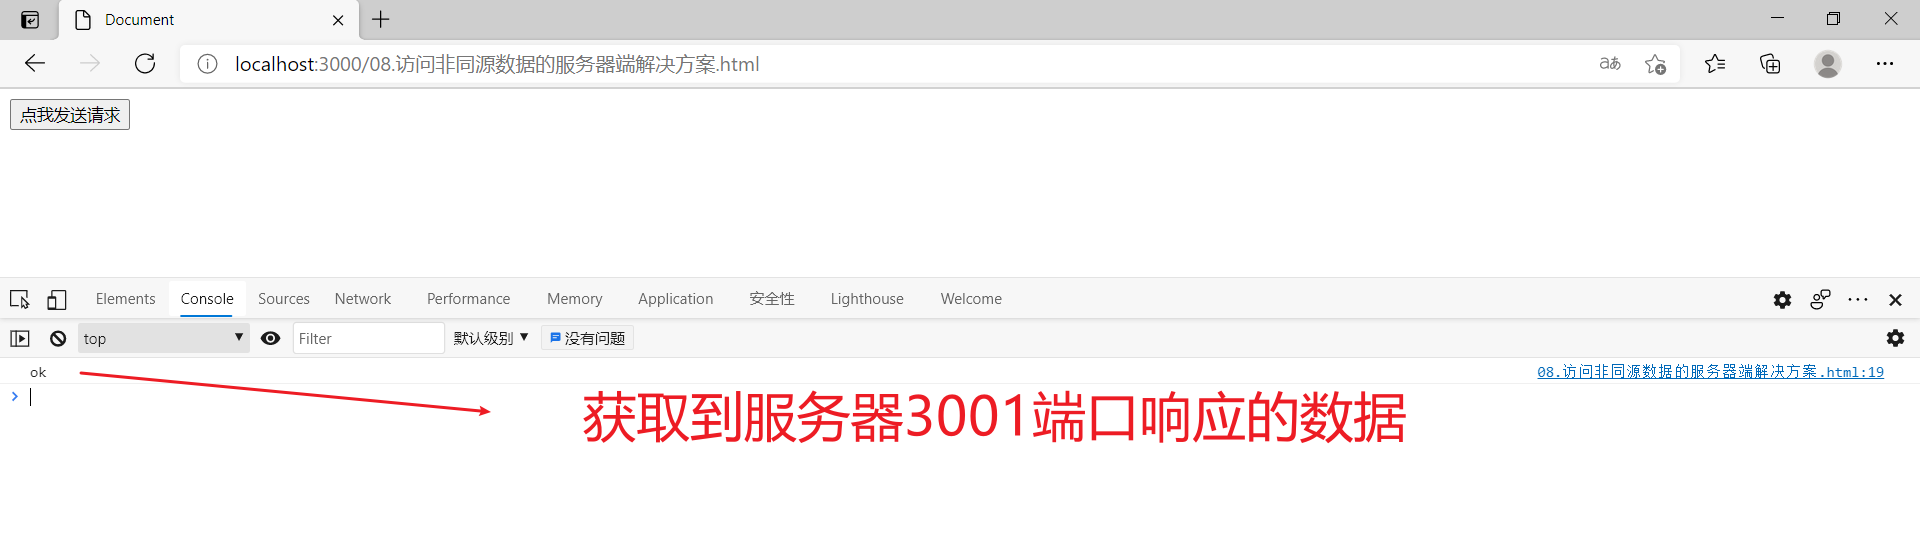 Document
localhost:3000/08.访问非同源数据的服务器端解决方案.html
aあ
点我发送请求
Elements Console Sources Network Performance Memory Application 安全性 Lighthouse Welcome
top Filter 默认级别 没有问题
ok 08.访问非同源数据的服务器端解决方案.html:19
获取到服务器3001端口响应的数据